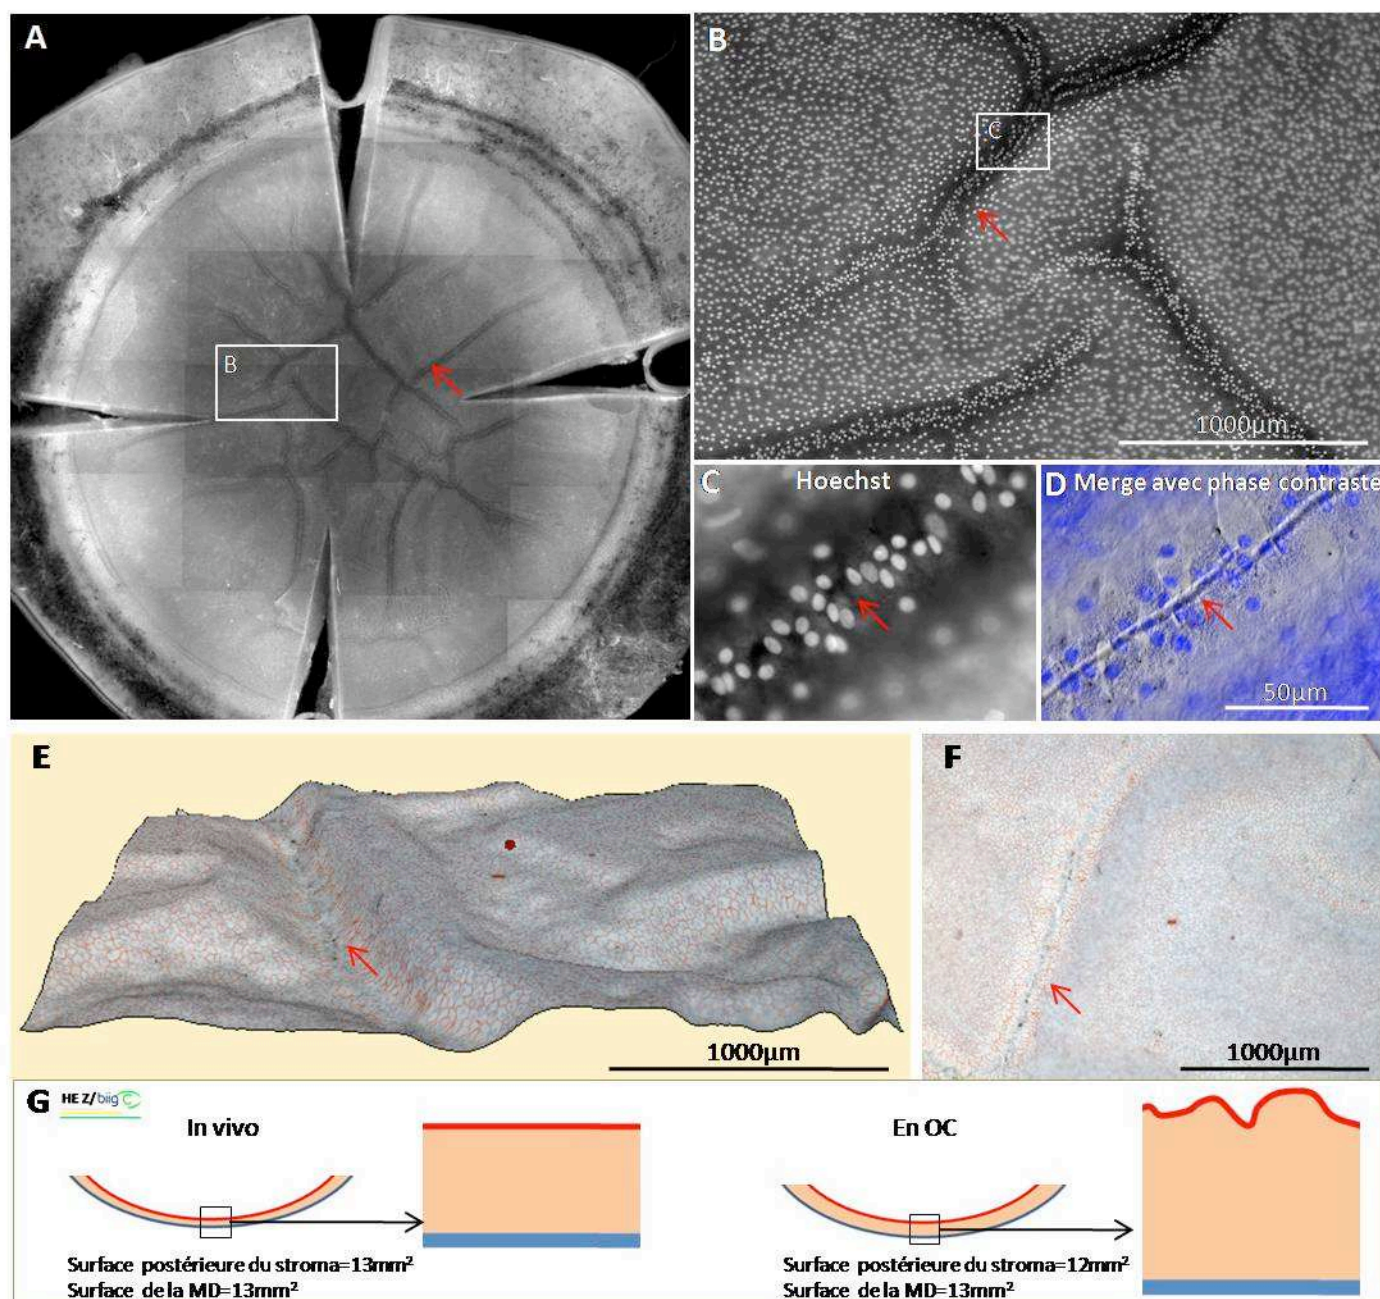 A
B
B
C
1000µm
C
Hoechst
D
Merge avec phase contraste
50µm
E
1000µm
F
1000µm
G
HE Z/biig
In vivo
En OC
Surface postérieure du stroma=13mm²
Surface de la MD=13mm²
Surface postérieure du stroma=12mm²
Surface de la MD=13mm²